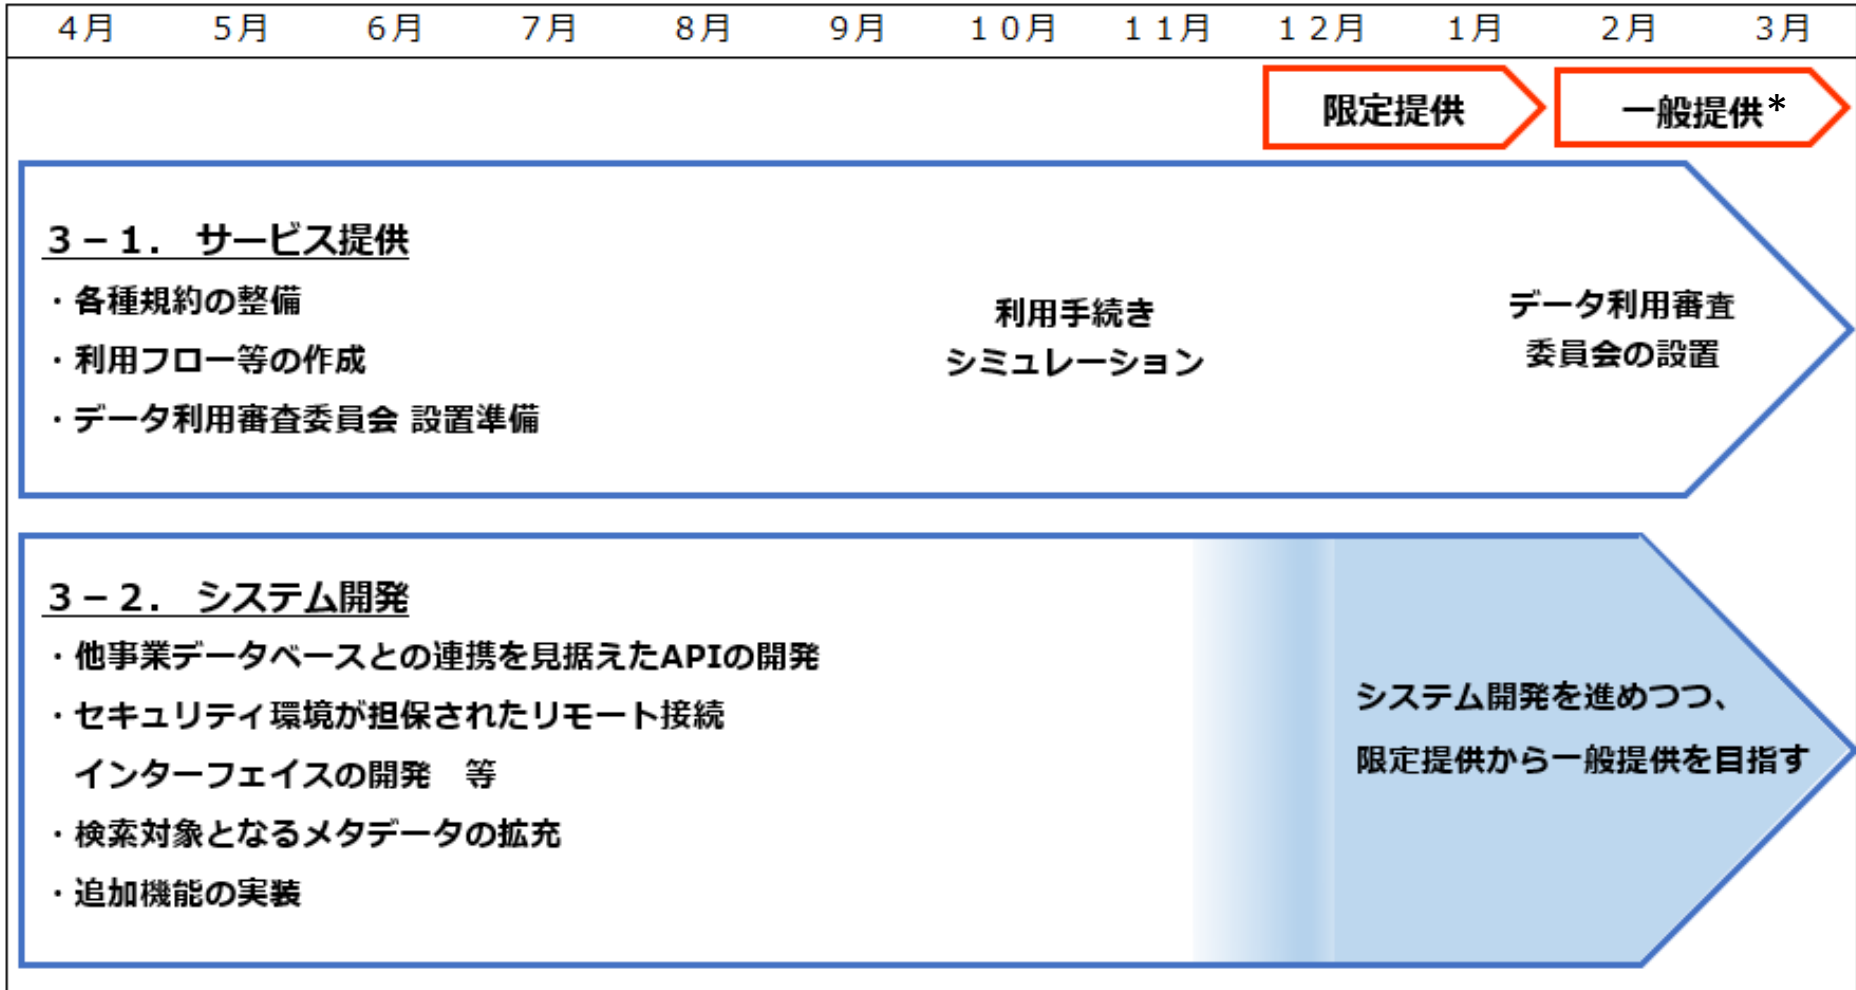 4月 5月 6月 7月 8月 9月 １０月 １１月 １２月 1月 2月 3月
限定提供 一般提供*
３－１． サービス提供
・各種規約の整備
・利用フロー等の作成
・データ利用審査委員会 設置準備
利用手続き
シミュレーション
データ利用審査
委員会の設置
３－２． システム開発
・他事業データベースとの連携を見据えたAPIの開発
・セキュリティ環境が担保されたリモート接続
インターフェイスの開発　等
・検索対象となるメタデータの拡充
・追加機能の実装
システム開発を進めつつ、
限定提供から一般提供を目指す